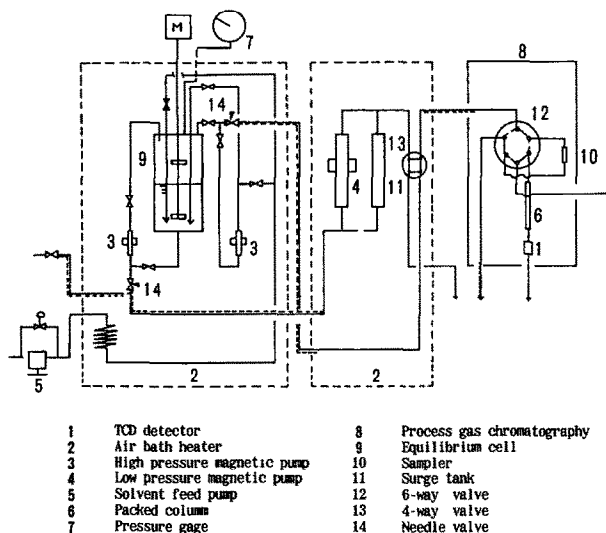 M
7
8
14
12
9
13
10
4
11
3
3
6
1
14
5
2
2
1 TCD detector
2 Air bath heater
3 High pressure magnetic pump
4 Low pressure magnetic pump
5 Solvent feed pump
6 Packed column
7 Pressure gage
8 Process gas chromatography
9 Equilibrium cell
10 Sampler
11 Surge tank
12 6-way valve
13 4-way valve
14 Needle valve